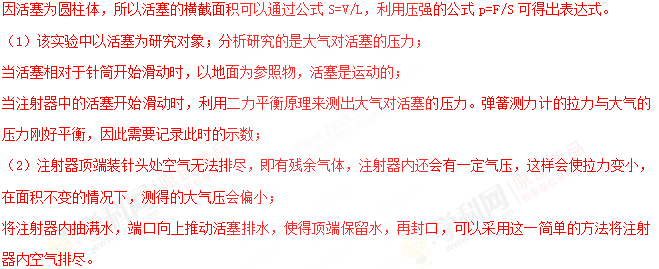 因活塞为圆柱体，所以活塞的横截面积可以通过公式 S=V/L，利用压强的公式 p=F/S 可得出表达式。
（1）该实验中以活塞为研究对象；分析研究的是大气对活塞的压力；
当活塞相对于针筒开始滑动时，以地面为参照物，活塞是运动的；
当注射器中的活塞开始滑动时，利用二力平衡原理来测出大气对活塞的压力。弹簧测力计的拉力与大气的
压力刚好平衡，因此需要记录此时的示数；
（2）注射器顶端装针头处空气无法排尽，即有残余气体，注射器内还会有一定气压，这样会使拉力变小，
在面积不变的情况下，测得的大气压会偏小；
将注射器内抽满水，端口向上推动活塞排水，使得顶端保留水，再封口，可以采用这一简单的方法将注射
器内空气排尽。